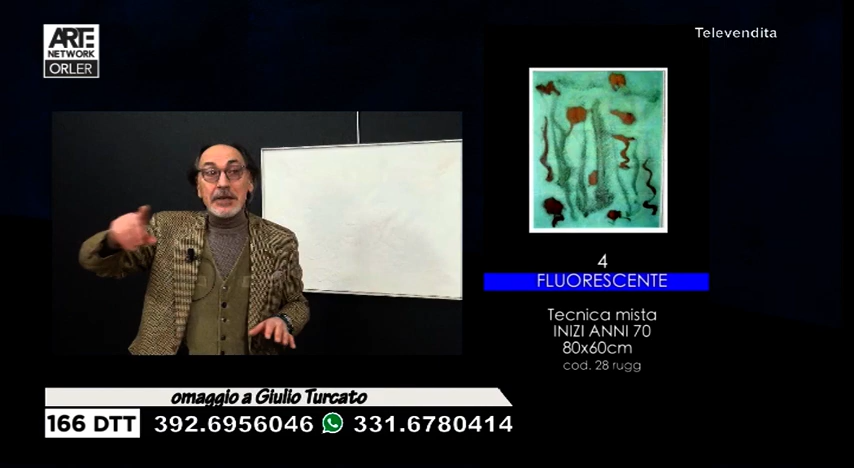 ARTE
NETWORK
ORLER
Televendita
4
FLUORESCENTE
Tecnica mista
INIZI ANNI 70
80x60cm
cod. 28 rugg
omaggio a Giulio Turcato
166 DTT 392.6956046 331.6780414